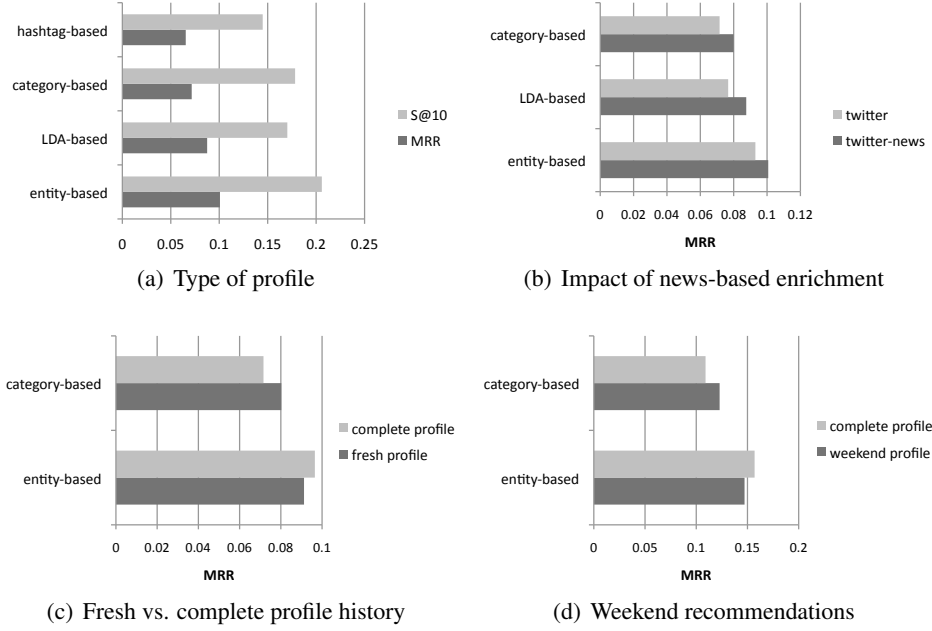 hashtag-based
category-based
LDA-based
entity-based
S@10
MRR
0 0.05 0.1 0.15 0.2 0.25
(a) Type of profile
category-based
LDA-based
entity-based
twitter
twitter-news
0 0.02 0.04 0.06 0.08 0.1 0.12
MRR
(b) Impact of news-based enrichment
category-based
entity-based
complete profile
fresh profile
0 0.02 0.04 0.06 0.08 0.1
MRR
(c) Fresh vs. complete profile history
category-based
entity-based
complete profile
weekend profile
0 0.05 0.1 0.15 0.2
MRR
(d) Weekend recommendations